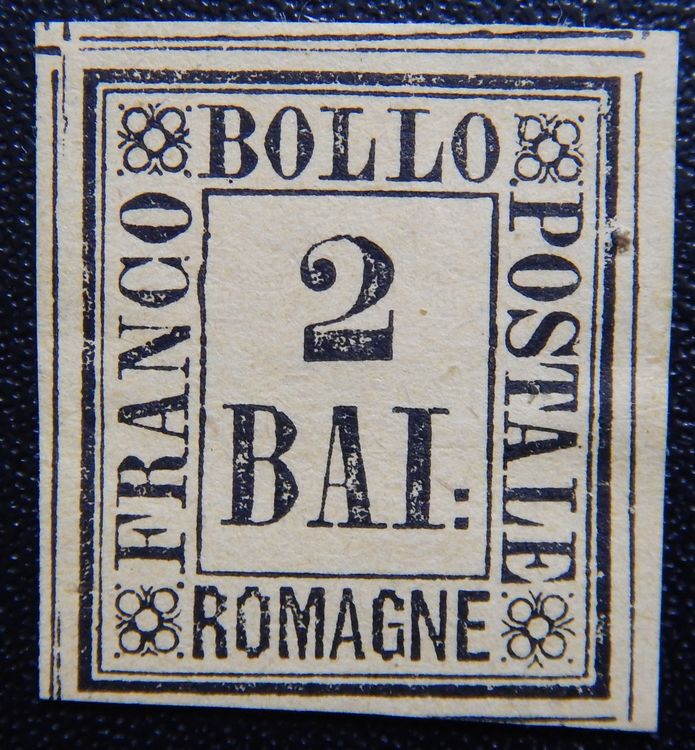 FRANCO
BOLLO
POSTALE
2
BAI:
ROMAGNE